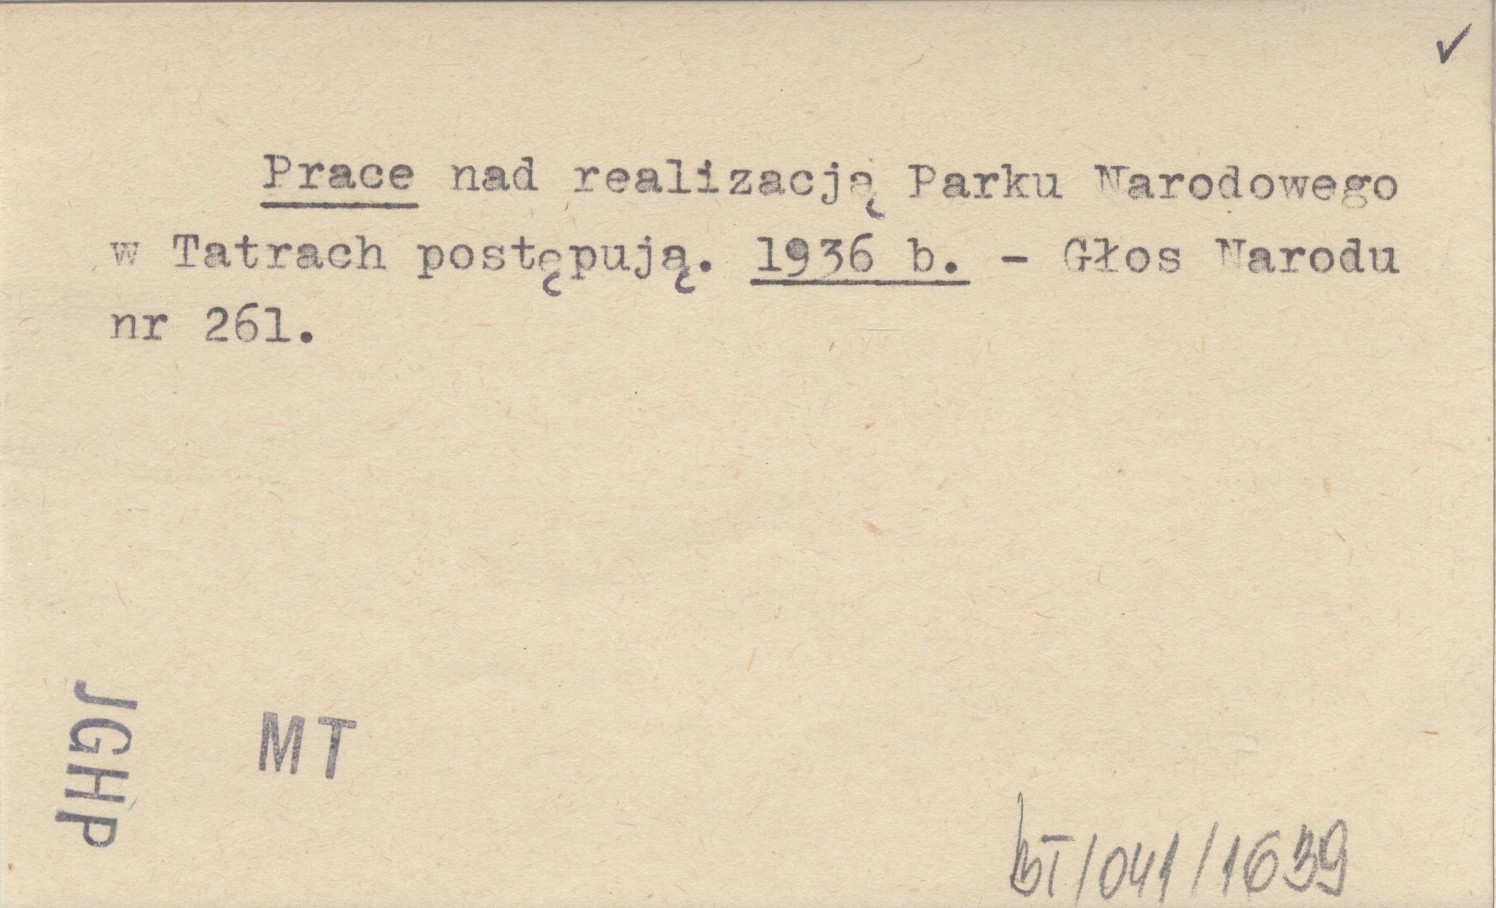 Prace nad realizacją Parku Narodowego
w Tatrach postępują. 1936 b. - Głos Narodu
nr 261.
JGHP
MT
bT/041/1639